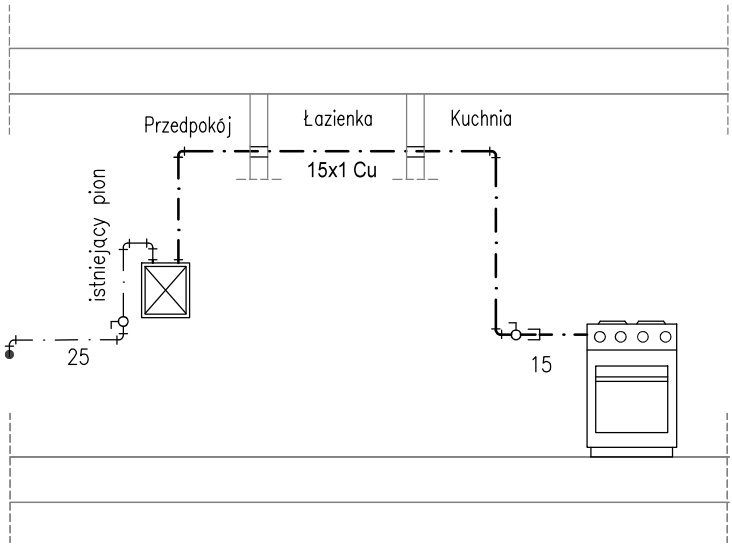 Przedpokój
Łazienka
Kuchnia
15x1 Cu
istniejący pion
25
15